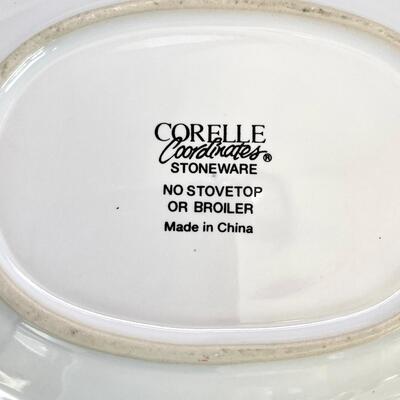 CORELLE
Coordinates®
STONEWARE
NO STOVETOP
OR BROILER
Made in China